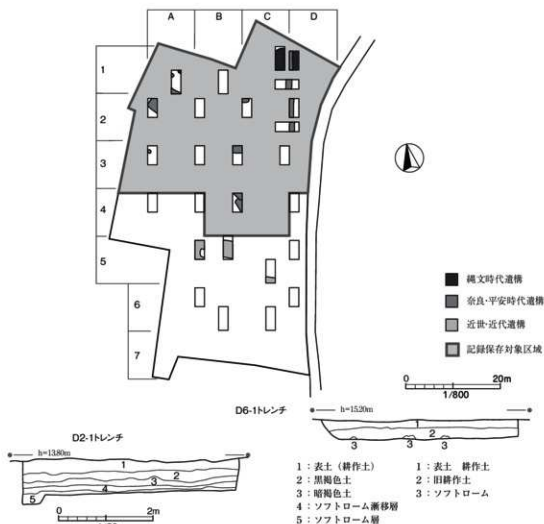 A B C D
1
2
3
4
5
6
7
縄文時代遺構
奈良・平安時代遺構
近世・近代遺構
記録保存対象区域
0 20m
1/800
D6-1トレンチ
h=15.20m
1
2
3 3 3
D2-1トレンチ
h=13.80m
1
2
3
4
5
0 2m
1：表土（耕作土）
2：黒褐色土
3：暗褐色土
4：ソフトローム漸移層
5：ソフトローム層
1：表土 耕作土
2：旧耕作土
3：ソフトローム